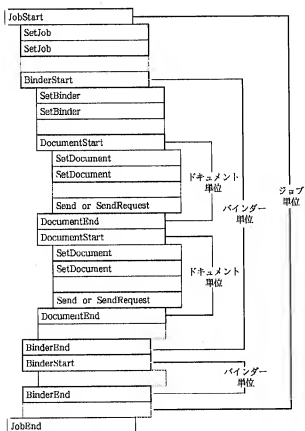 JobStart
SetJob
SetJob
BinderStart
SetBinder
SetBinder
DocumentStart
SetDocument
SetDocument
Send or SendRequest
DocumentEnd
DocumentStart
SetDocument
SetDocument
Send or SendRequest
DocumentEnd
BinderEnd
BinderStart
BinderEnd
JobEnd
ドキュメント
単位
バインダー
単位
ジョブ
単位
ドキュメント
単位
バインダー
単位